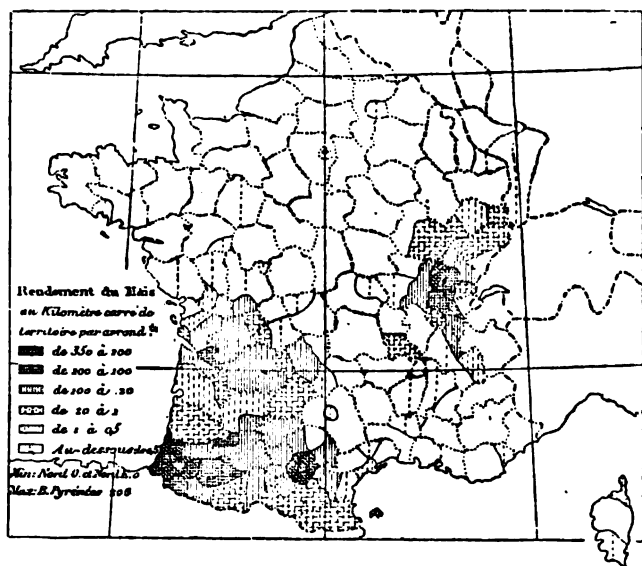 Rendement du Maïs
au Kilomètre carré de
territoire par arrond.ts
de 350 à 200
de 200 à 100
de 100 à 20
de 20 à 1
de 1 à 0,5
Au-dessous de
Min: Nord O. et Nord E. 0
Max: B. Pyrénées